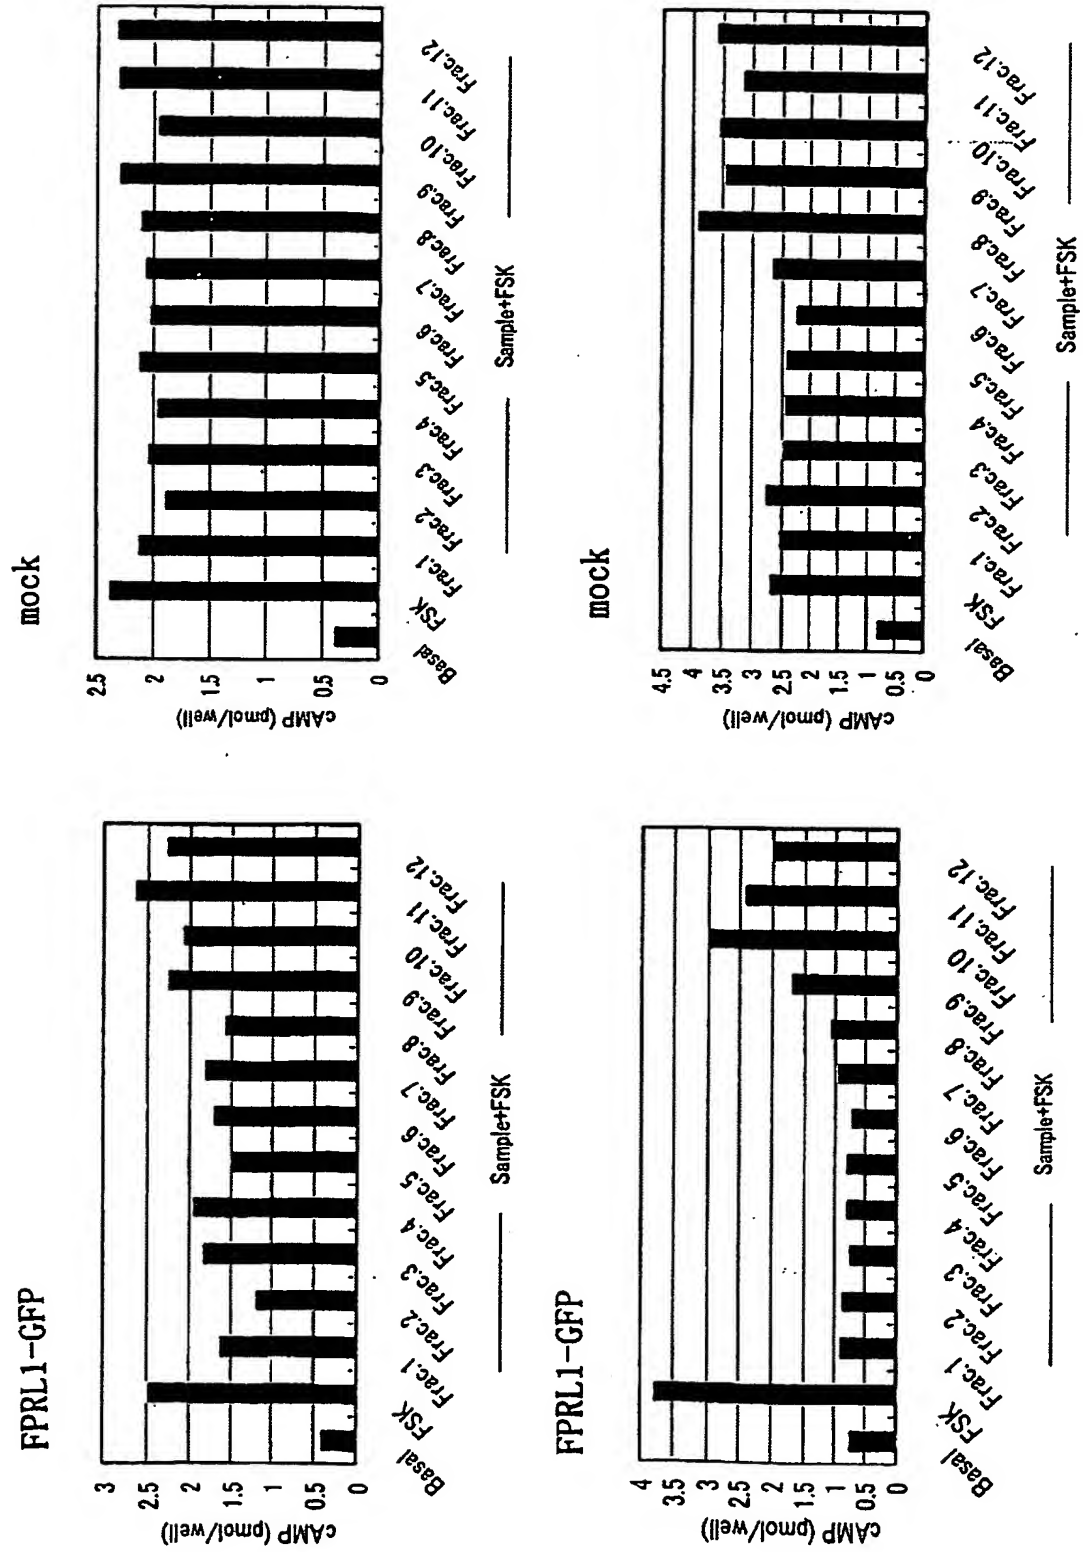 FPRL1-GFP
cAMP (pmol/well)
3
2.5
2
1.5
1
0.5
0
Basal
FSK
Frac.1
Frac.2
Frac.3
Frac.4
Frac.5
Frac.6
Frac.7
Frac.8
Frac.9
Frac.10
Frac.11
Frac.12
Sample+FSK
mock
cAMP (pmol/well)
2.5
2
1.5
1
0.5
0
Basal
FSK
Frac.1
Frac.2
Frac.3
Frac.4
Frac.5
Frac.6
Frac.7
Frac.8
Frac.9
Frac.10
Frac.11
Frac.12
Sample+FSK
FPRL1-GFP
cAMP (pmol/well)
4
3.5
3
2.5
2
1.5
1
0.5
0
Basal
FSK
Frac.1
Frac.2
Frac.3
Frac.4
Frac.5
Frac.6
Frac.7
Frac.8
Frac.9
Frac.10
Frac.11
Frac.12
Sample+FSK
mock
cAMP (pmol/well)
4.5
4
3.5
3
2.5
2
1.5
1
0.5
0
Basal
FSK
Frac.1
Frac.2
Frac.3
Frac.4
Frac.5
Frac.6
Frac.7
Frac.8
Frac.9
Frac.10
Frac.11
Frac.12
Sample+FSK